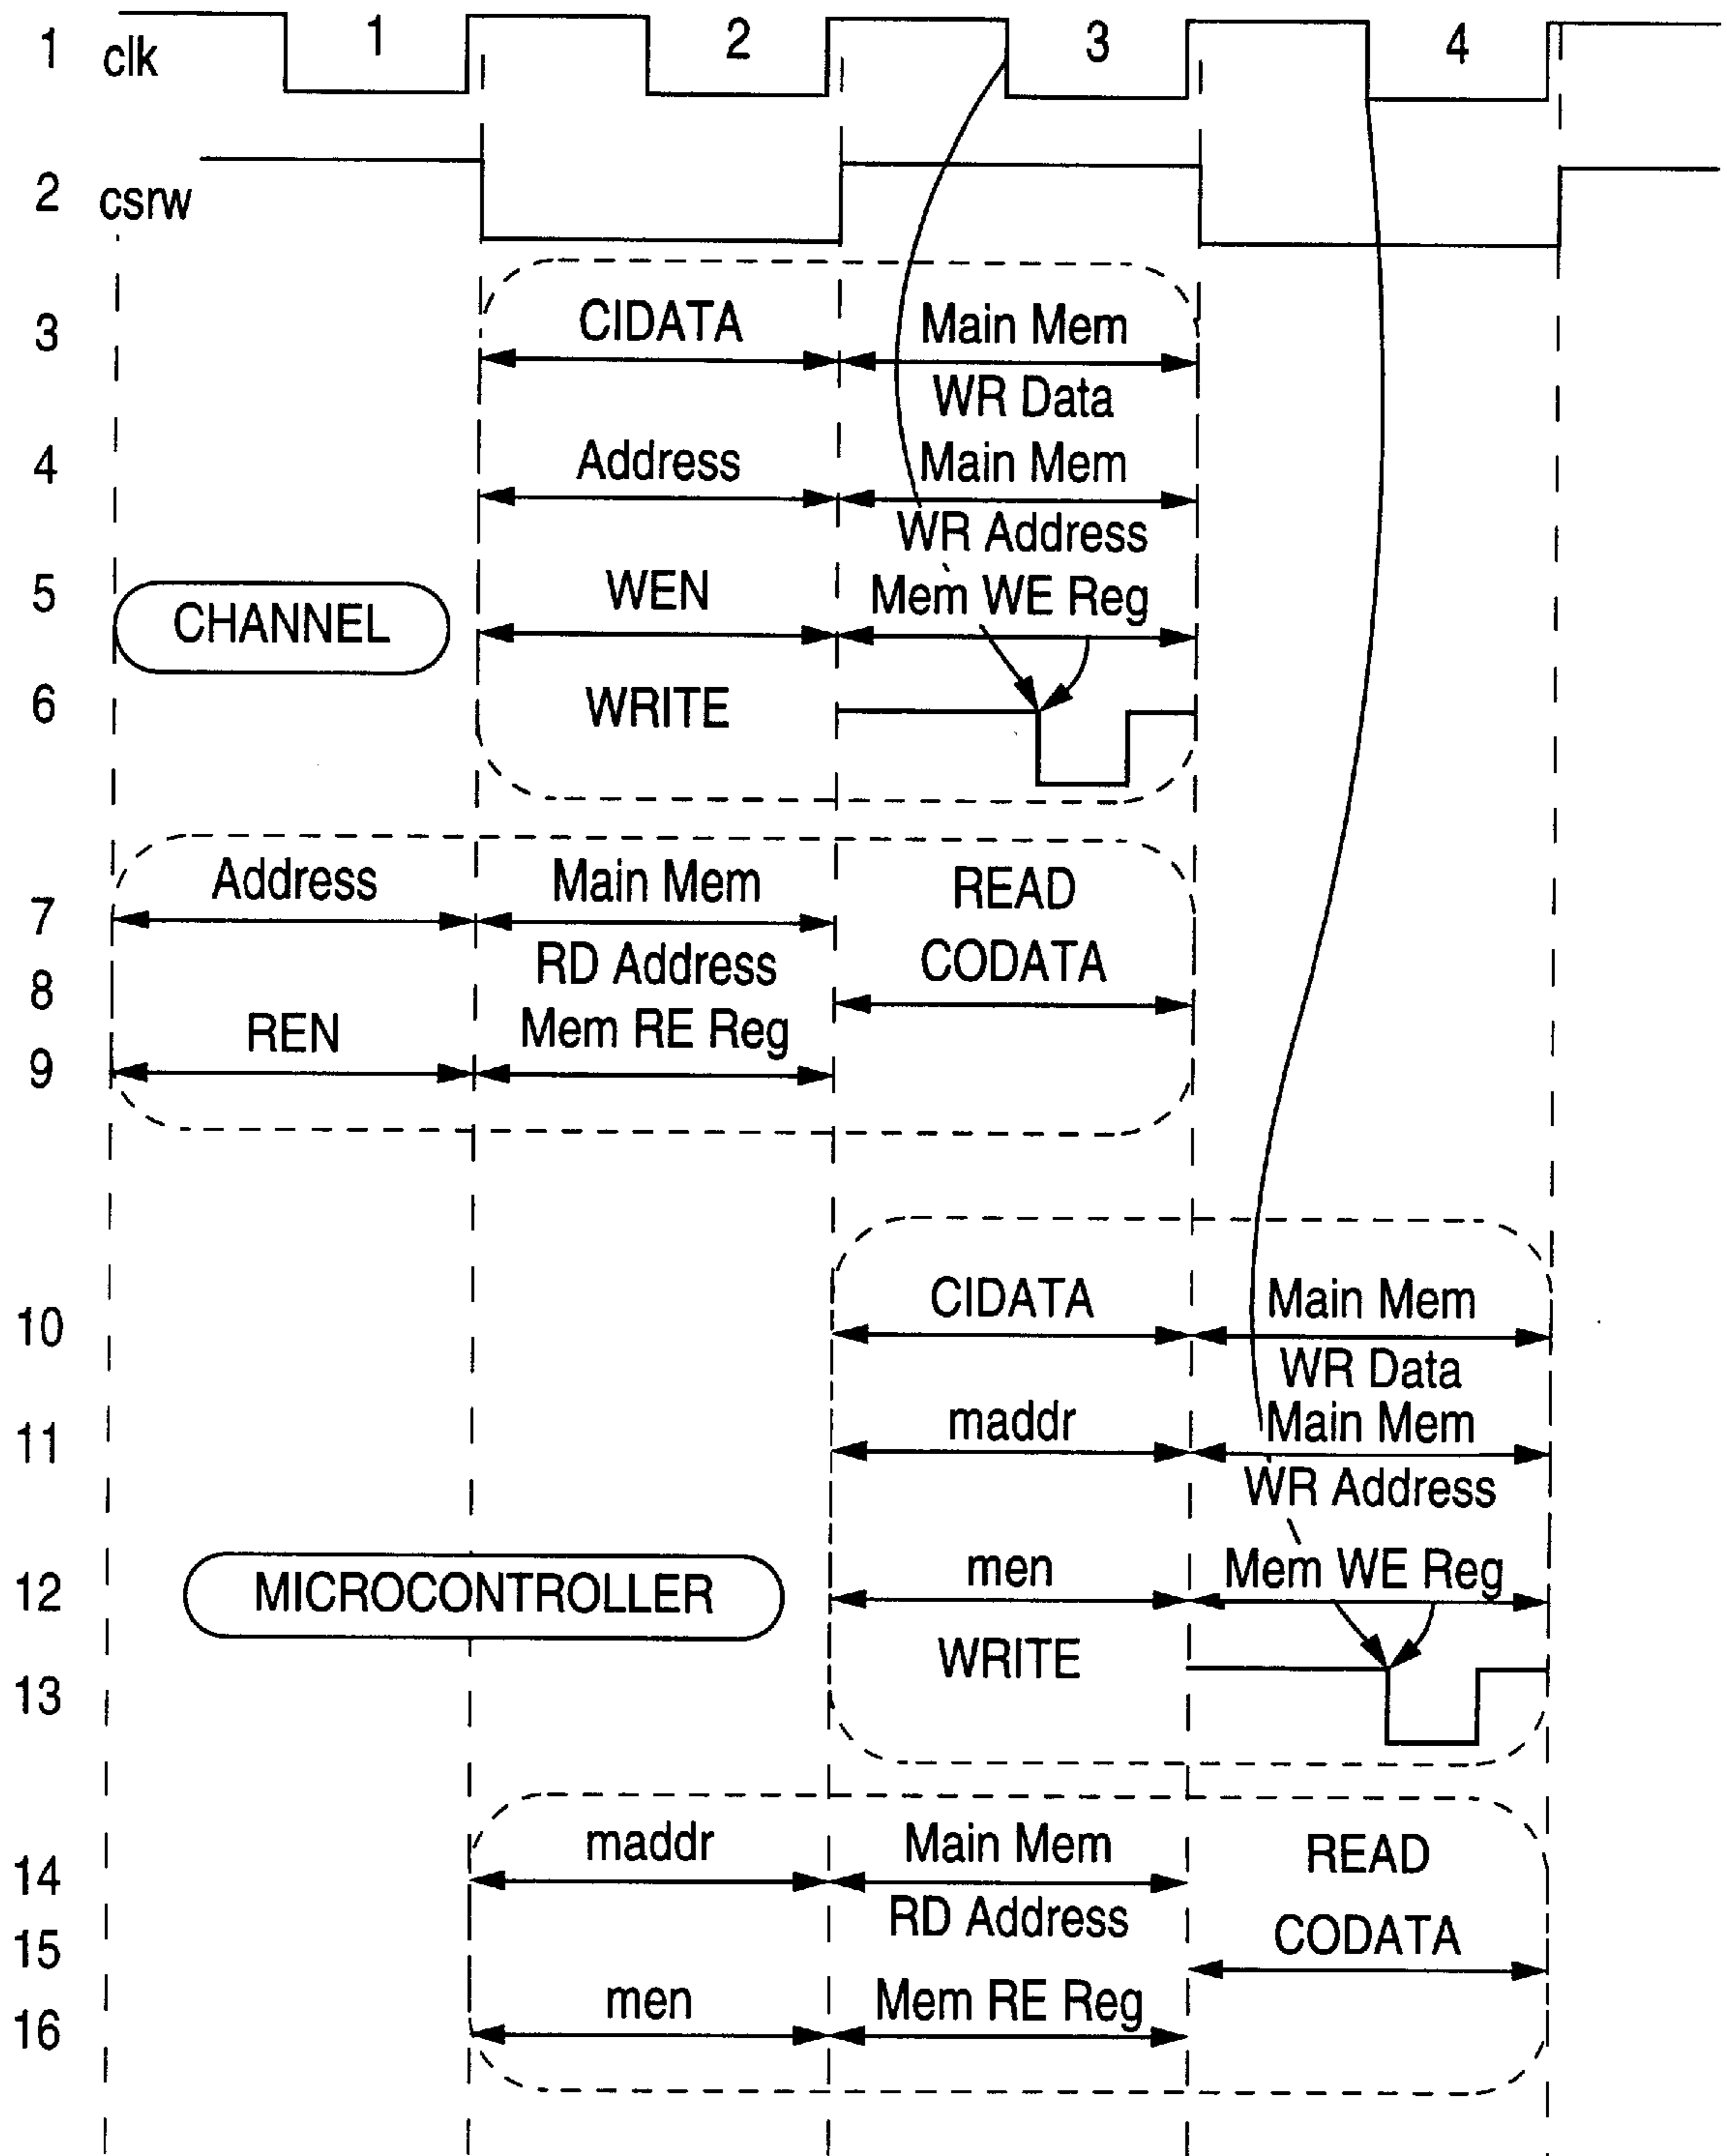 1 clk 1 2 3 4
2 csrw
3 CIDATA Main Mem
WR Data
4 Address Main Mem
WR Address
5 CHANNEL WEN Mem WE Reg
6 WRITE
7 Address Main Mem READ
8 RD Address CODATA
9 REN Mem RE Reg
10 CIDATA Main Mem
WR Data
11 maddr Main Mem
WR Address
12 MICROCONTROLLER men Mem WE Reg
13 WRITE
14 maddr Main Mem READ
15 RD Address CODATA
16 men Mem RE Reg